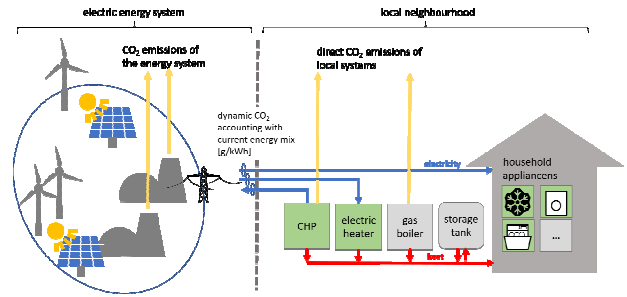 electric energy system
local neighbourhood
CO₂ emissions of
the energy system
direct CO₂ emissions of
local systems
dynamic CO₂
accounting with
current energy mix
[g/kWh]
electricity
household
appliancens
CHP
electric
heater
gas
boiler
storage
tank
...
heat